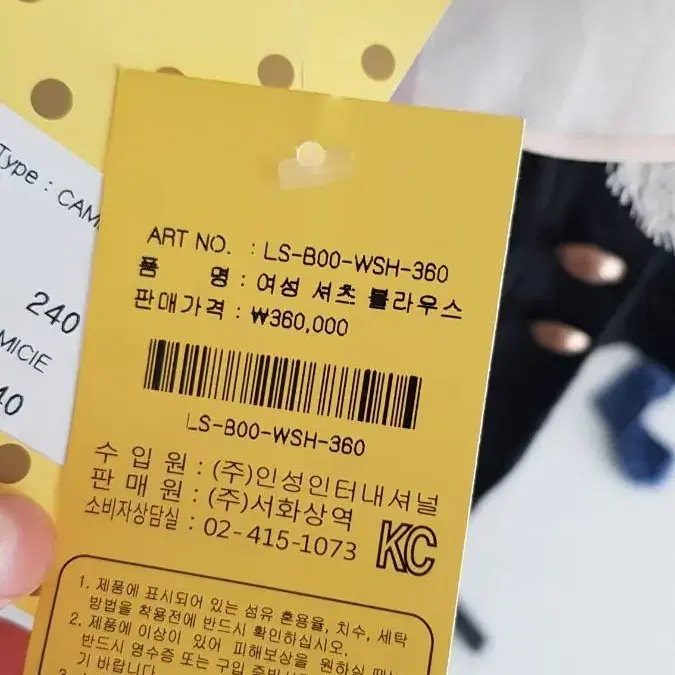 Type : CAM
240
MICIE
40
ART NO. : LS-B00-WSH-360
품 명 : 여성 셔츠 블라우스
판매가격 : ₩360,000
LS-B00-WSH-360
수 입 원 : (주)인성인터내셔널
판 매 원 : (주)서화상역
소비자상담실 : 02-415-1073
KC
1. 제품에 표시되어 있는 섬유 혼용율, 치수, 세탁
방법을 착용전에 반드시 확인하십시오.
2. 제품에 이상이 있어 피해보상을 원하실
반드시 영수증 또는 구입
기 바랍니다.